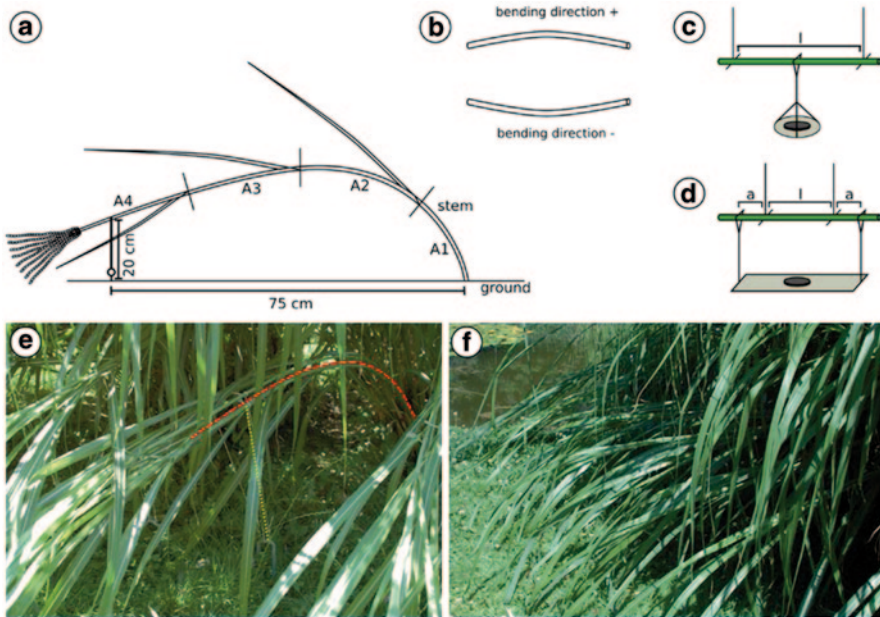 a
b
bending direction +
bending direction -
c
l
d
a l a
A4
A3
A2
stem
A1
20 cm
75 cm
ground
e
f